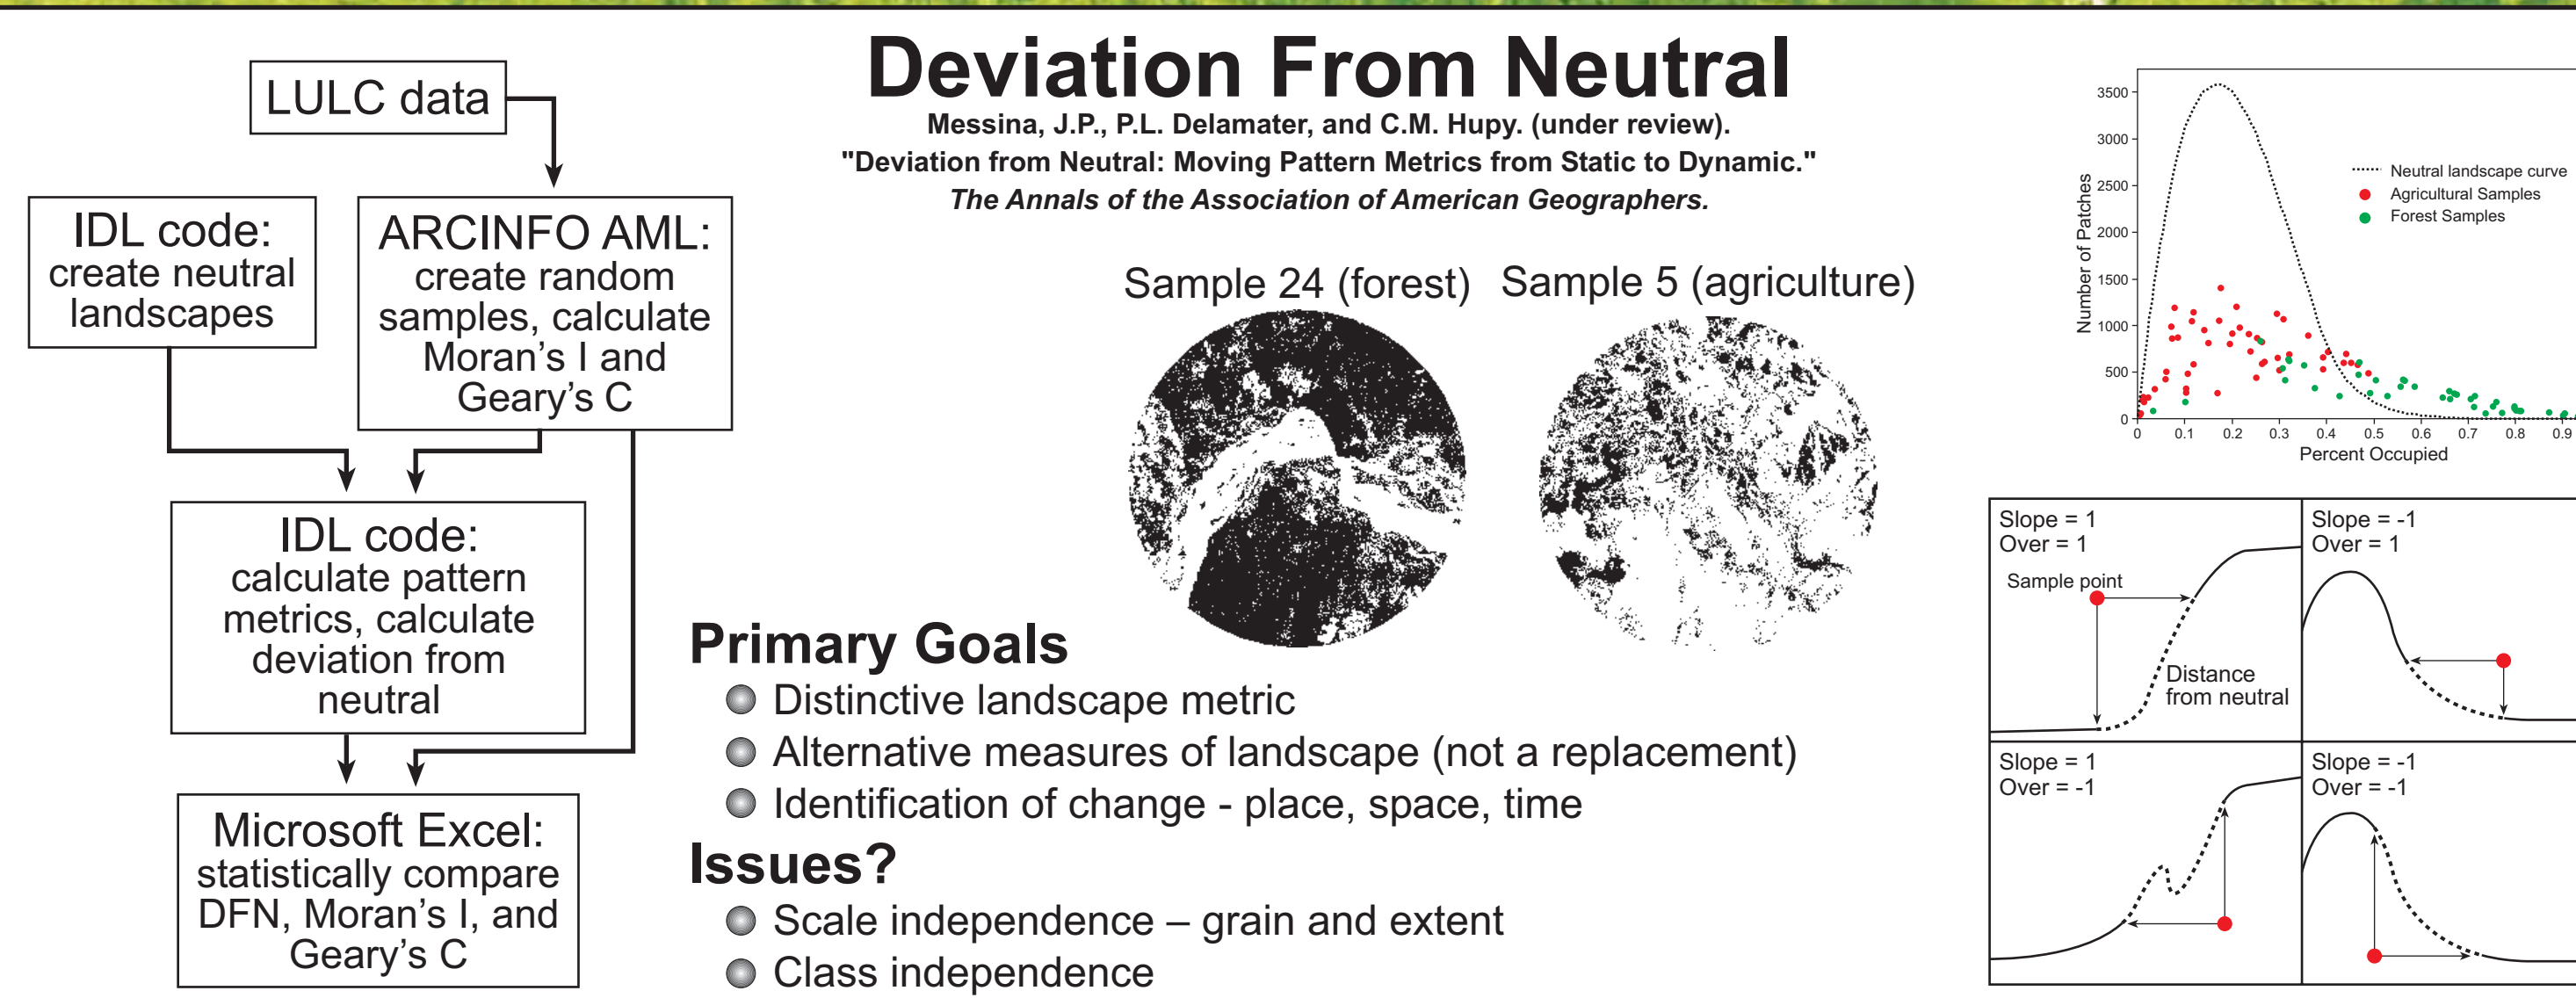 LULC data
IDL code:
create neutral
landscapes
ARCINFO AML:
create random
samples, calculate
Moran’s I and
Geary’s C
IDL code:
calculate pattern
metrics, calculate
deviation from
neutral
Microsoft Excel:
statistically compare
DFN, Moran’s I, and
Geary’s C
Deviation From Neutral
Messina, J.P., P.L. Delamater, and C.M. Hupy. (under review).
"Deviation from Neutral: Moving Pattern Metrics from Static to Dynamic."
The Annals of the Association of American Geographers.
Sample 24 (forest)
Sample 5 (agriculture)
Primary Goals
Distinctive landscape metric
Alternative measures of landscape (not a replacement)
Identification of change - place, space, time
Issues?
Scale independence – grain and extent
Class independence
Number of Patches
3500
3000
2500
2000
1500
1000
500
0
0 0.1 0.2 0.3 0.4 0.5 0.6 0.7 0.8 0.9
Percent Occupied
Neutral landscape curve
Agricultural Samples
Forest Samples
Slope = 1
Over = 1
Sample point
Distance
from neutral
Slope = -1
Over = 1
Slope = 1
Over = -1
Slope = -1
Over = -1